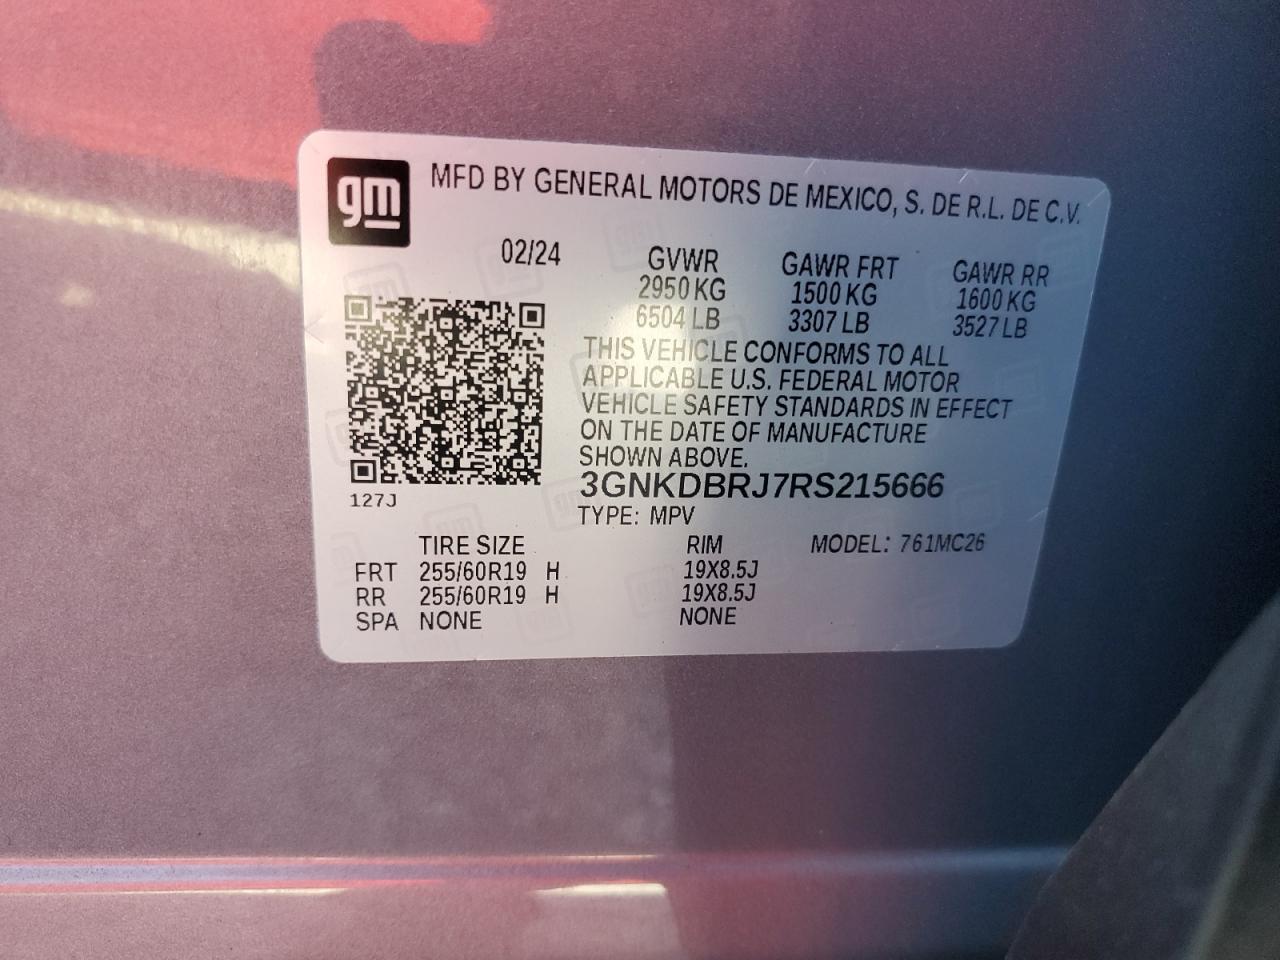 gm
MFD BY GENERAL MOTORS DE MEXICO, S. DE R.L. DE C.V.
02/24 GVWR GAWR FRT GAWR RR
2950 KG 1500 KG 1600 KG
6504 LB 3307 LB 3527 LB
THIS VEHICLE CONFORMS TO ALL
APPLICABLE U.S. FEDERAL MOTOR
VEHICLE SAFETY STANDARDS IN EFFECT
ON THE DATE OF MANUFACTURE
SHOWN ABOVE.
3GNKDBRJ7RS215666
127J
TYPE: MPV
TIRE SIZE RIM MODEL: 761MC26
FRT 255/60R19 H 19X8.5J
RR 255/60R19 H 19X8.5J
SPA NONE NONE